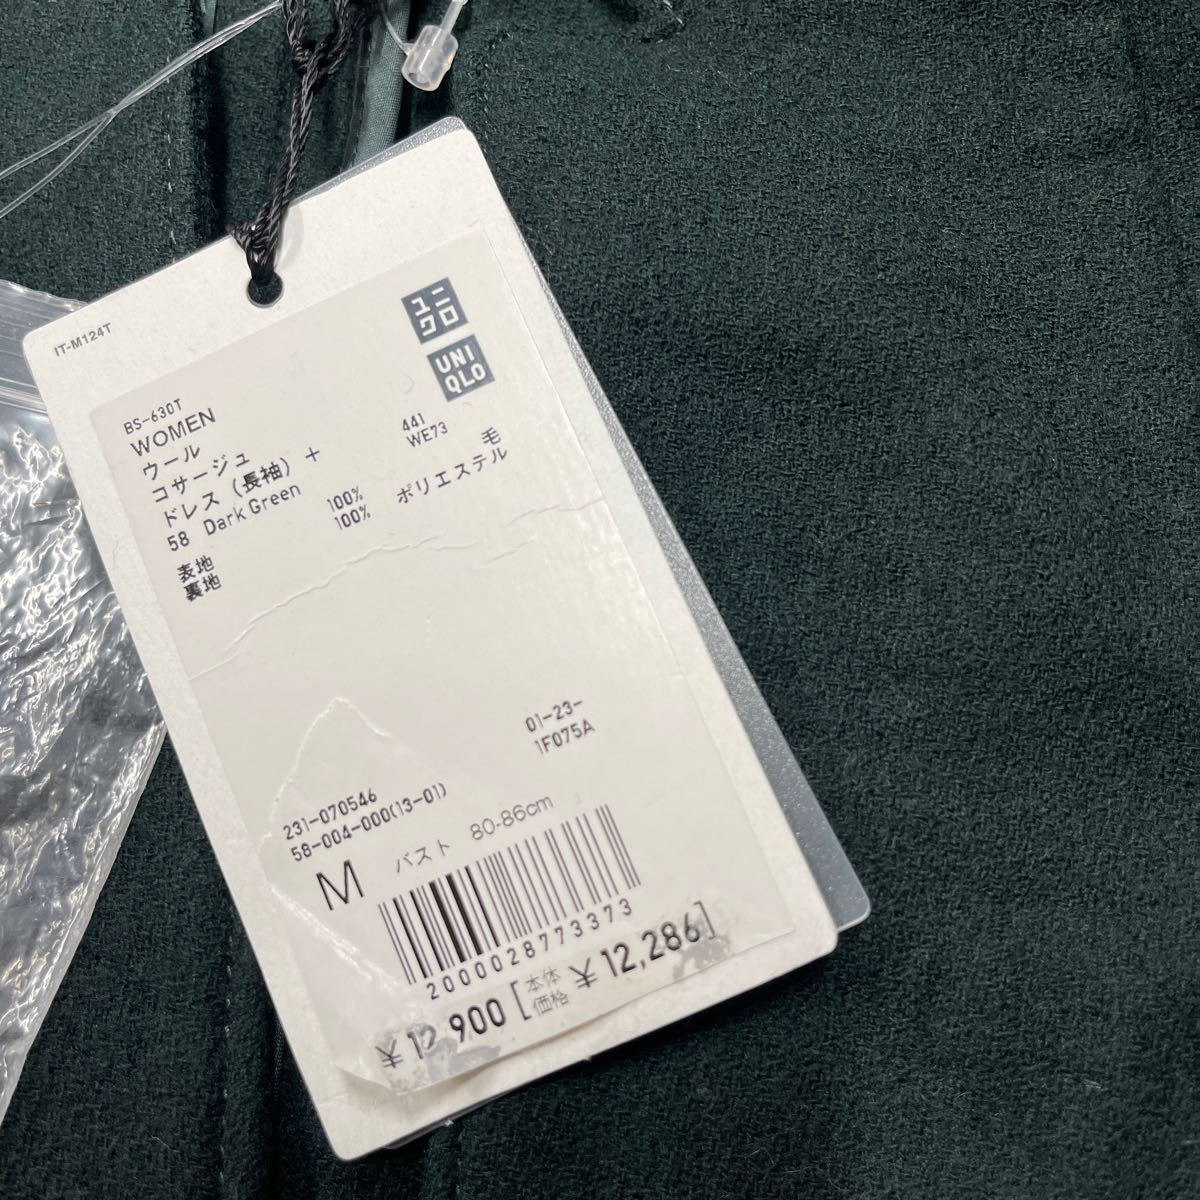 IT-M124T
ユニ
クロ
UNI
QLO
BS-630T
WOMEN
ウール
コサージュ
ドレス(長袖)+
58 Dark Green
441
WE73
表地 100% 毛
裏地 100% ポリエステル
01-23-
1F075A
231-070546
58-004-000(13-01)
M バスト 80-86cm
2000028773373
¥12,900 [本体価格 ¥12,286]